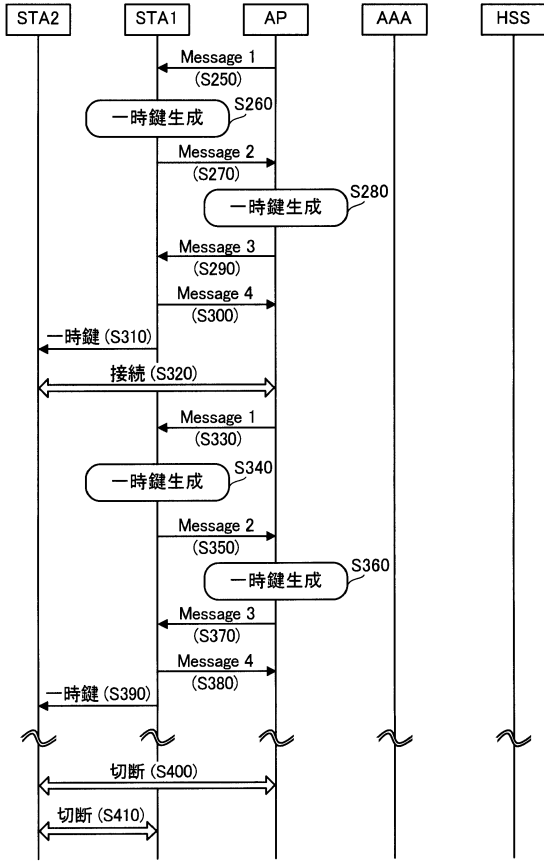 STA2 STA1 AP AAA HSS
Message 1
(S250)
一時鍵生成 S260
Message 2
(S270)
一時鍵生成 S280
Message 3
(S290)
Message 4
(S300)
一時鍵 (S310)
接続 (S320)
Message 1
(S330)
一時鍵生成 S340
Message 2
(S350)
一時鍵生成 S360
Message 3
(S370)
Message 4
(S380)
一時鍵 (S390)
切断 (S400)
切断 (S410)